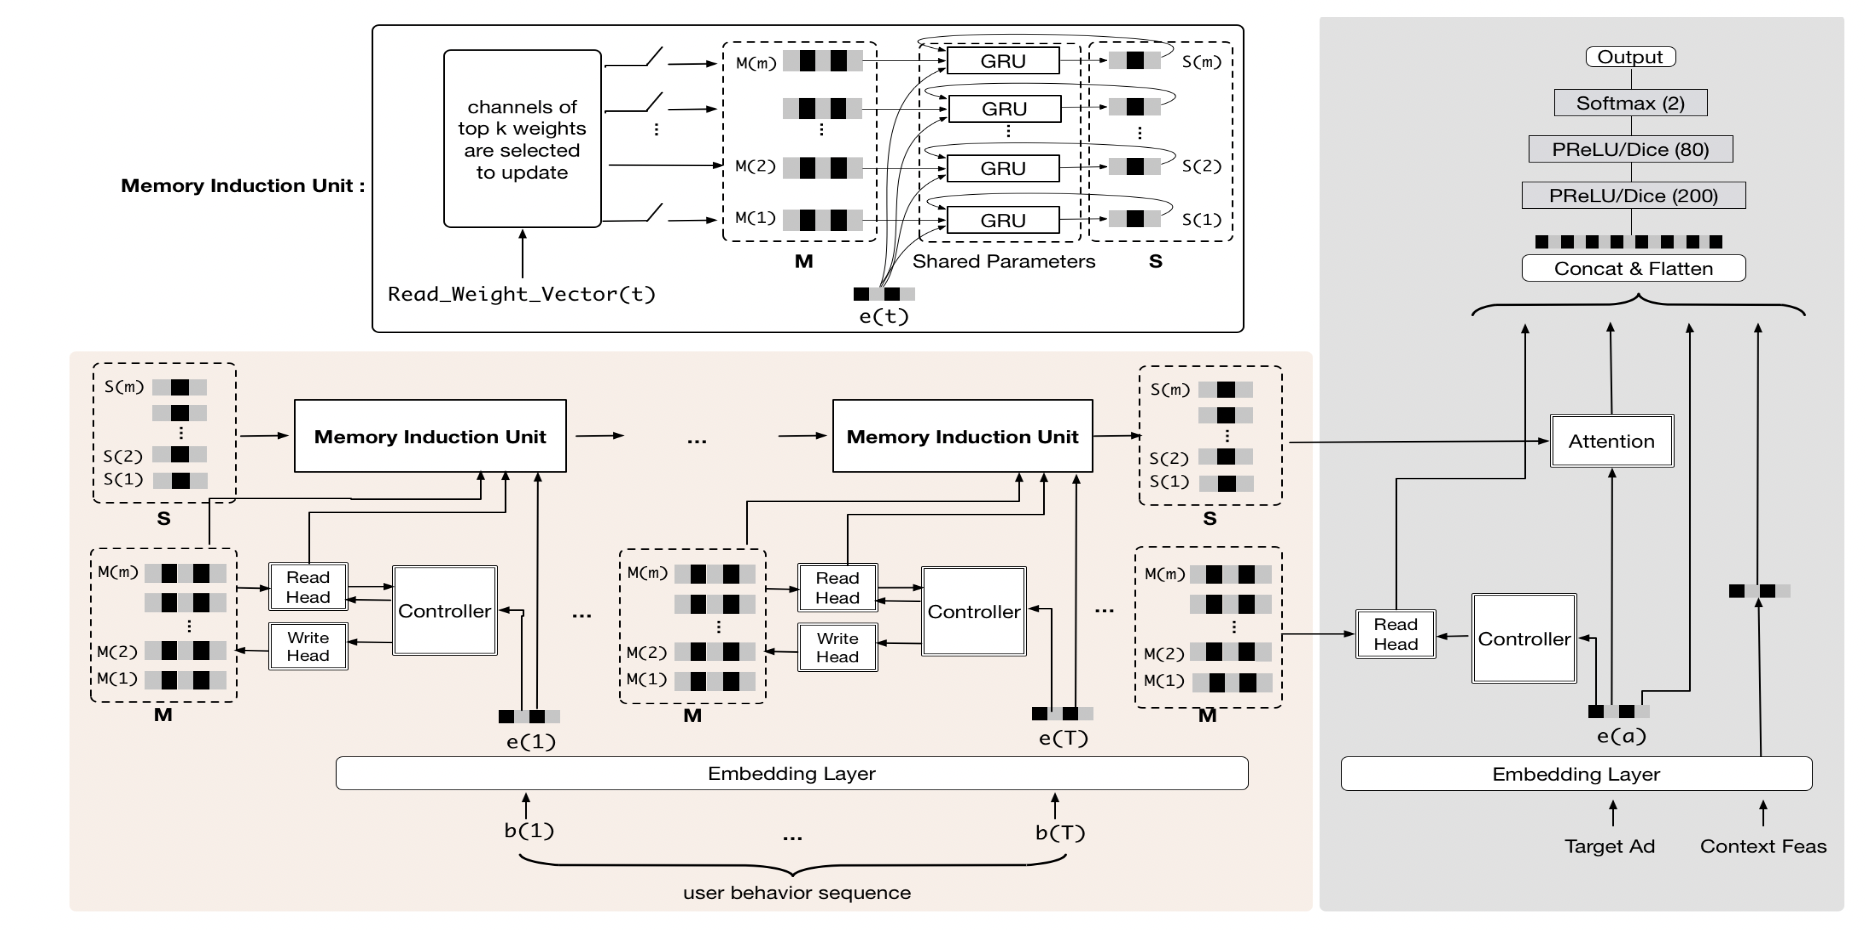 Memory Induction Unit :
channels of
top k weights
are selected
to update
Read_Weight_Vector(t)
M(m)
⋮
M(2)
M(1)
M
GRU
GRU
⋮
GRU
GRU
Shared Parameters
e(t)
S(m)
⋮
S(2)
S(1)
S
S(m)
⋮
S(2)
S(1)
S
Memory Induction Unit
...
Memory Induction Unit
S(m)
⋮
S(2)
S(1)
S
M(m)
⋮
M(2)
M(1)
M
Read
Head
Write
Head
Controller
...
M(m)
⋮
M(2)
M(1)
M
Read
Head
Write
Head
Controller
...
M(m)
⋮
M(2)
M(1)
M
e(1)
e(T)
Embedding Layer
b(1)
...
b(T)
user behavior sequence
Output
Softmax (2)
PReLU/Dice (80)
PReLU/Dice (200)
Concat & Flatten
Attention
Read
Head
Controller
e(a)
Embedding Layer
Target Ad
Context Feas